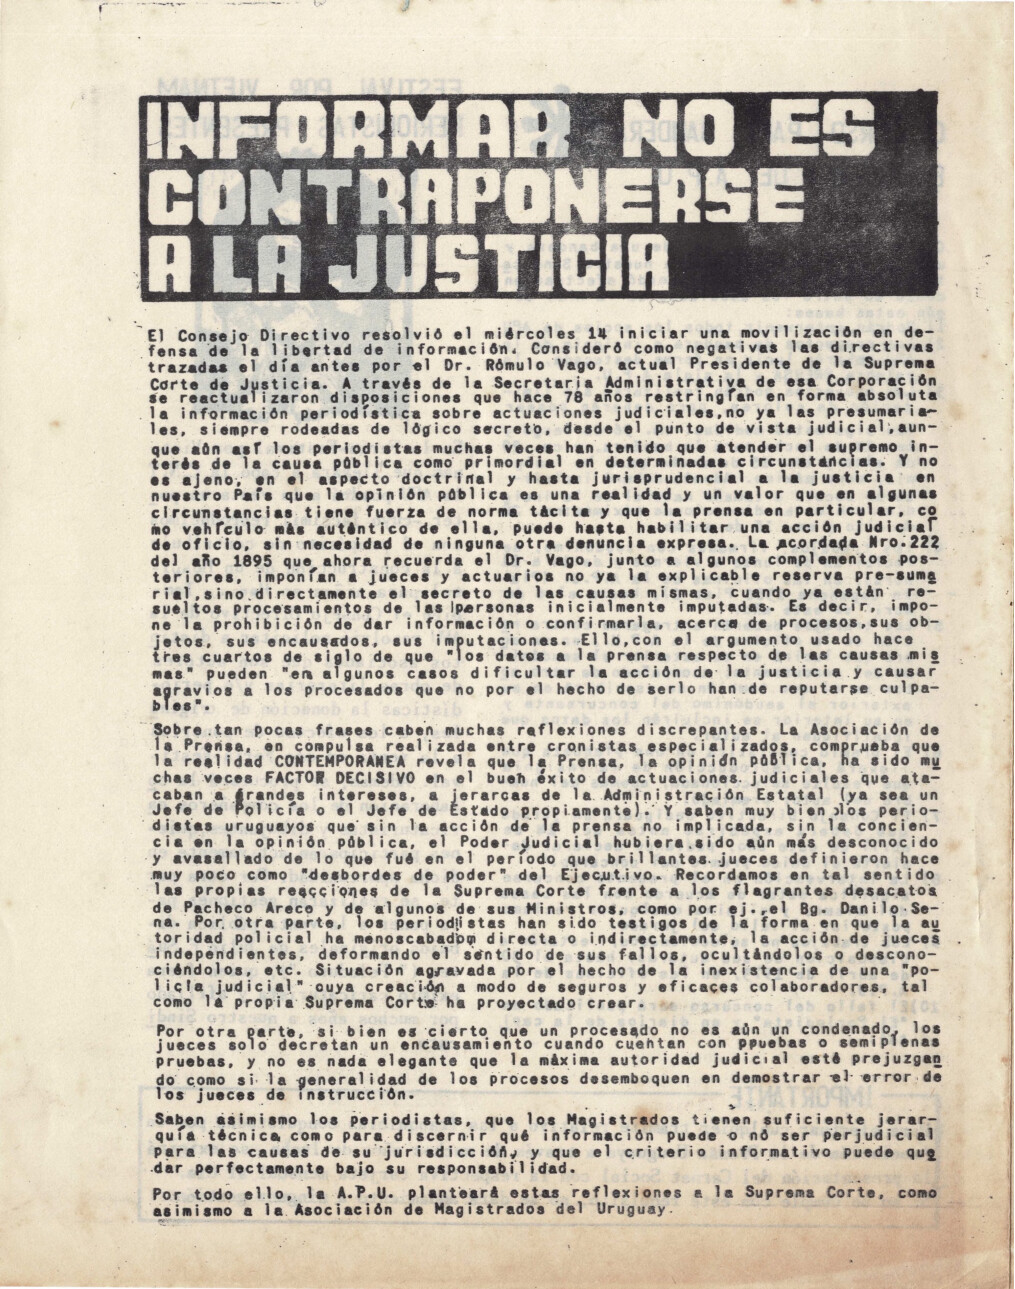 INFORMAR NO ES
CONTRAPONERSE
A LA JUSTICIA
El Consejo Directivo resolvió el miércoles 14 iniciar una movilización en de-
fensa de la libertad de información. Consideró como negativas las directivas
trazadas el día antes por el Dr. Rómulo Vago, actual Presidente de la Suprema
Corte de Justicia. A través de la Secretaria Administrativa de esa Corporación
se reactualizaron disposiciones que hace 78 años restringían en forma absoluta
la información periodística sobre actuaciones judiciales,no ya las presumaria-
les, siempre rodeadas de lógico secreto, desde el punto de vista judicial,aun-
que aún así los periodistas muchas veces han tenido que atender el supremo in-
terés de la causa pública como primordial en determinadas circunstancias. Y no
es ajeno, en el aspecto doctrinal y hasta jurisprudencial a la justicia en
nuestro País que la opinión pública es una realidad y un valor que en algunas
circunstancias tiene fuerza de norma tácita y que la prensa en particular, co
mo vehículo más auténtico de ella, puede hasta habilitar una acción judicial
de oficio, sin necesidad de ninguna otra denuncia expresa. La acordada Nro.222
del año 1895 que ahora recuerda el Dr. Vago, junto a algunos complementos pos-
teriores, imponían a jueces y actuarios no ya la explicable reserva pre-suma
rial,sino directamente el secreto de las causas mismas, cuando ya están re-
sueltos procesamientos de las personas inicialmente imputadas. Es decir, impo-
ne la prohibición de dar información o confirmarla, acerca de procesos,sus ob-
jetos, sus encausados, sus imputaciones. Ello,con el argumento usado hace
tres cuartos de siglo de que "los datos a la prensa respecto de las causas mis
mas" pueden "en algunos casos dificultar la acción de la justicia y causar
agravios a los procesados que no por el hecho de serlo han de reputarse culpa-
bles".
Sobre tan pocas frases caben muchas reflexiones discrepantes. La Asociación de
la Prensa, en compulsa realizada entre cronistas especializados, comprueba que
la realidad CONTEMPORANEA revela que la Prensa, la opinión pública, ha sido mu
chas veces FACTOR DECISIVO en el buen éxito de actuaciones judiciales que ata-
caban a grandes intereses, a jerarcas de la Administración Estatal (ya sea un
Jefe de Policía o el Jefe de Estado propiamente). Y saben muy bien los perio-
distas uruguayos que sin la acción de la prensa no implicada, sin la concien-
cia en la opinión pública, el Poder Judicial hubiera sido aún más desconocido
y avasallado de lo que fué en el período que brillantes jueces definieron hace
muy poco como "desbordes de poder" del Ejecutivo. Recordamos en tal sentido
las propias reacciones de la Suprema Corte frente a los flagrantes desacatos
de Pacheco Areco y de algunos de sus Ministros, como por ej., el Bg. Danilo Se-
na. Por otra parte, los periodistas han sido testigos de la forma en que la au
toridad policial ha menoscabado, directa o indirectamente, la acción de jueces
independientes, deformando el sentido de sus fallos, ocultándolos o descono-
ciéndolos, etc. Situación agravada por el hecho de la inexistencia de una "po-
licía judicial" cuya creación a modo de seguros y eficaces colaboradores, tal
como la propia Suprema Corte ha proyectado crear.
Por otra parte, si bien es cierto que un procesado no es aún un condenado, los
jueces solo decretan un encausamiento cuando cuentan con pruebas o semiplenas
pruebas, y no es nada elegante que la máxima autoridad judicial esté prejuzgan
do como si la generalidad de los procesos desemboquen en demostrar el error de
los jueces de instrucción.
Saben asimismo los periodistas, que los Magistrados tienen suficiente jerar-
quía técnica como para discernir qué información puede o nó ser perjudicial
para las causas de su jurisdicción, y que el criterio informativo puede que
dar perfectamente bajo su responsabilidad.
Por todo ello, la A.P.U. planteará estas reflexiones a la Suprema Corte, como
asimismo a la Asociación de Magistrados del Uruguay.